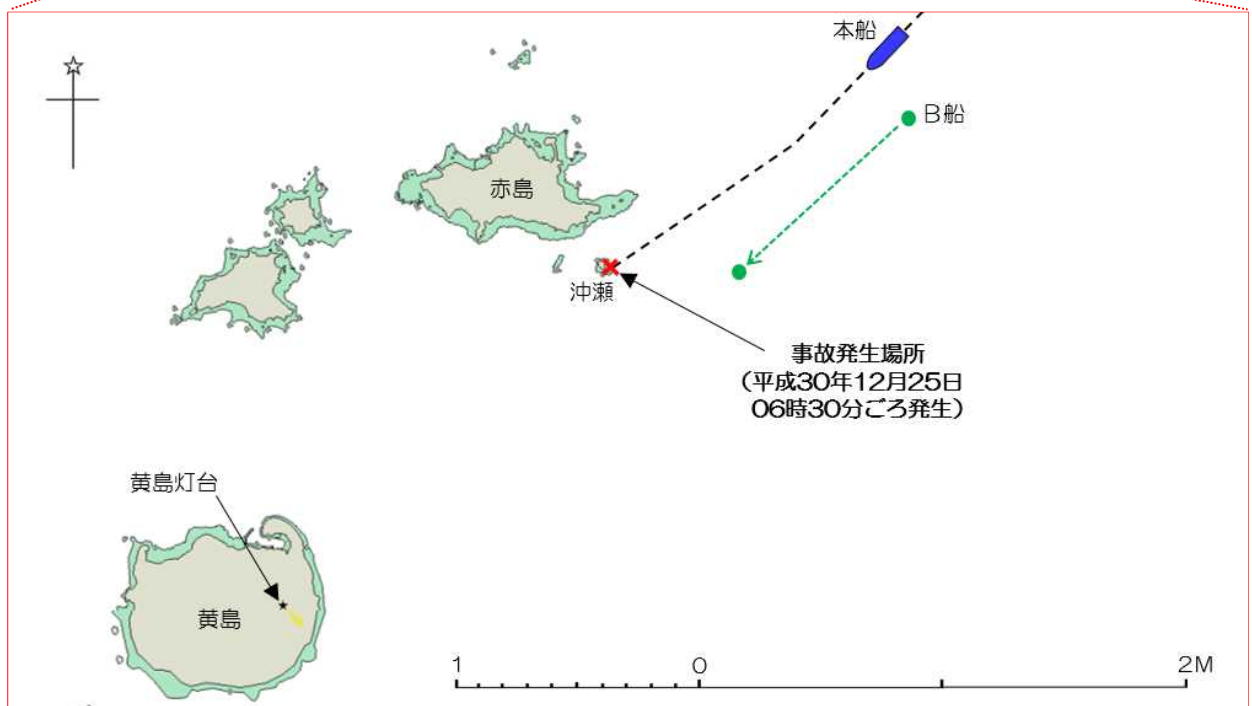 本船
B船
赤島
沖瀬
事故発生場所
(平成30年12月25日
06時30分ごろ発生)
黄島灯台
黄島
1 0 2M